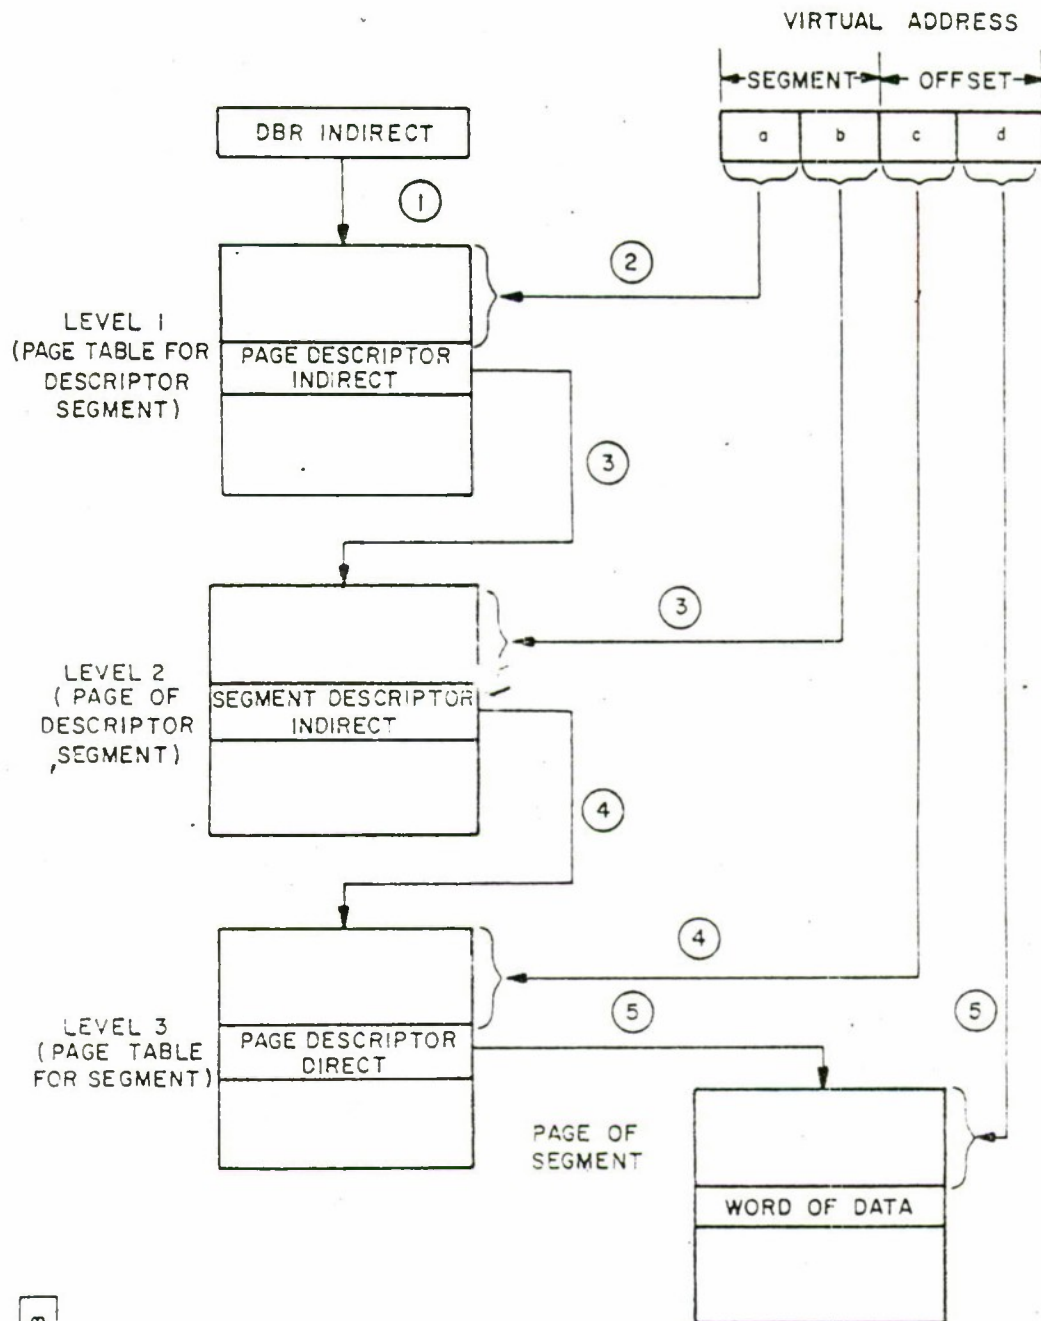 VIRTUAL ADDRESS
SEGMENT OFFSET
a b c d
DBR INDIRECT
1
2
LEVEL 1
(PAGE TABLE FOR
DESCRIPTOR
SEGMENT)
PAGE DESCRIPTOR
INDIRECT
3
3
LEVEL 2
( PAGE OF
DESCRIPTOR
SEGMENT)
SEGMENT DESCRIPTOR
INDIRECT
4
4
LEVEL 3
( PAGE TABLE
FOR SEGMENT)
PAGE DESCRIPTOR
DIRECT
5
5
PAGE OF
SEGMENT
WORD OF DATA